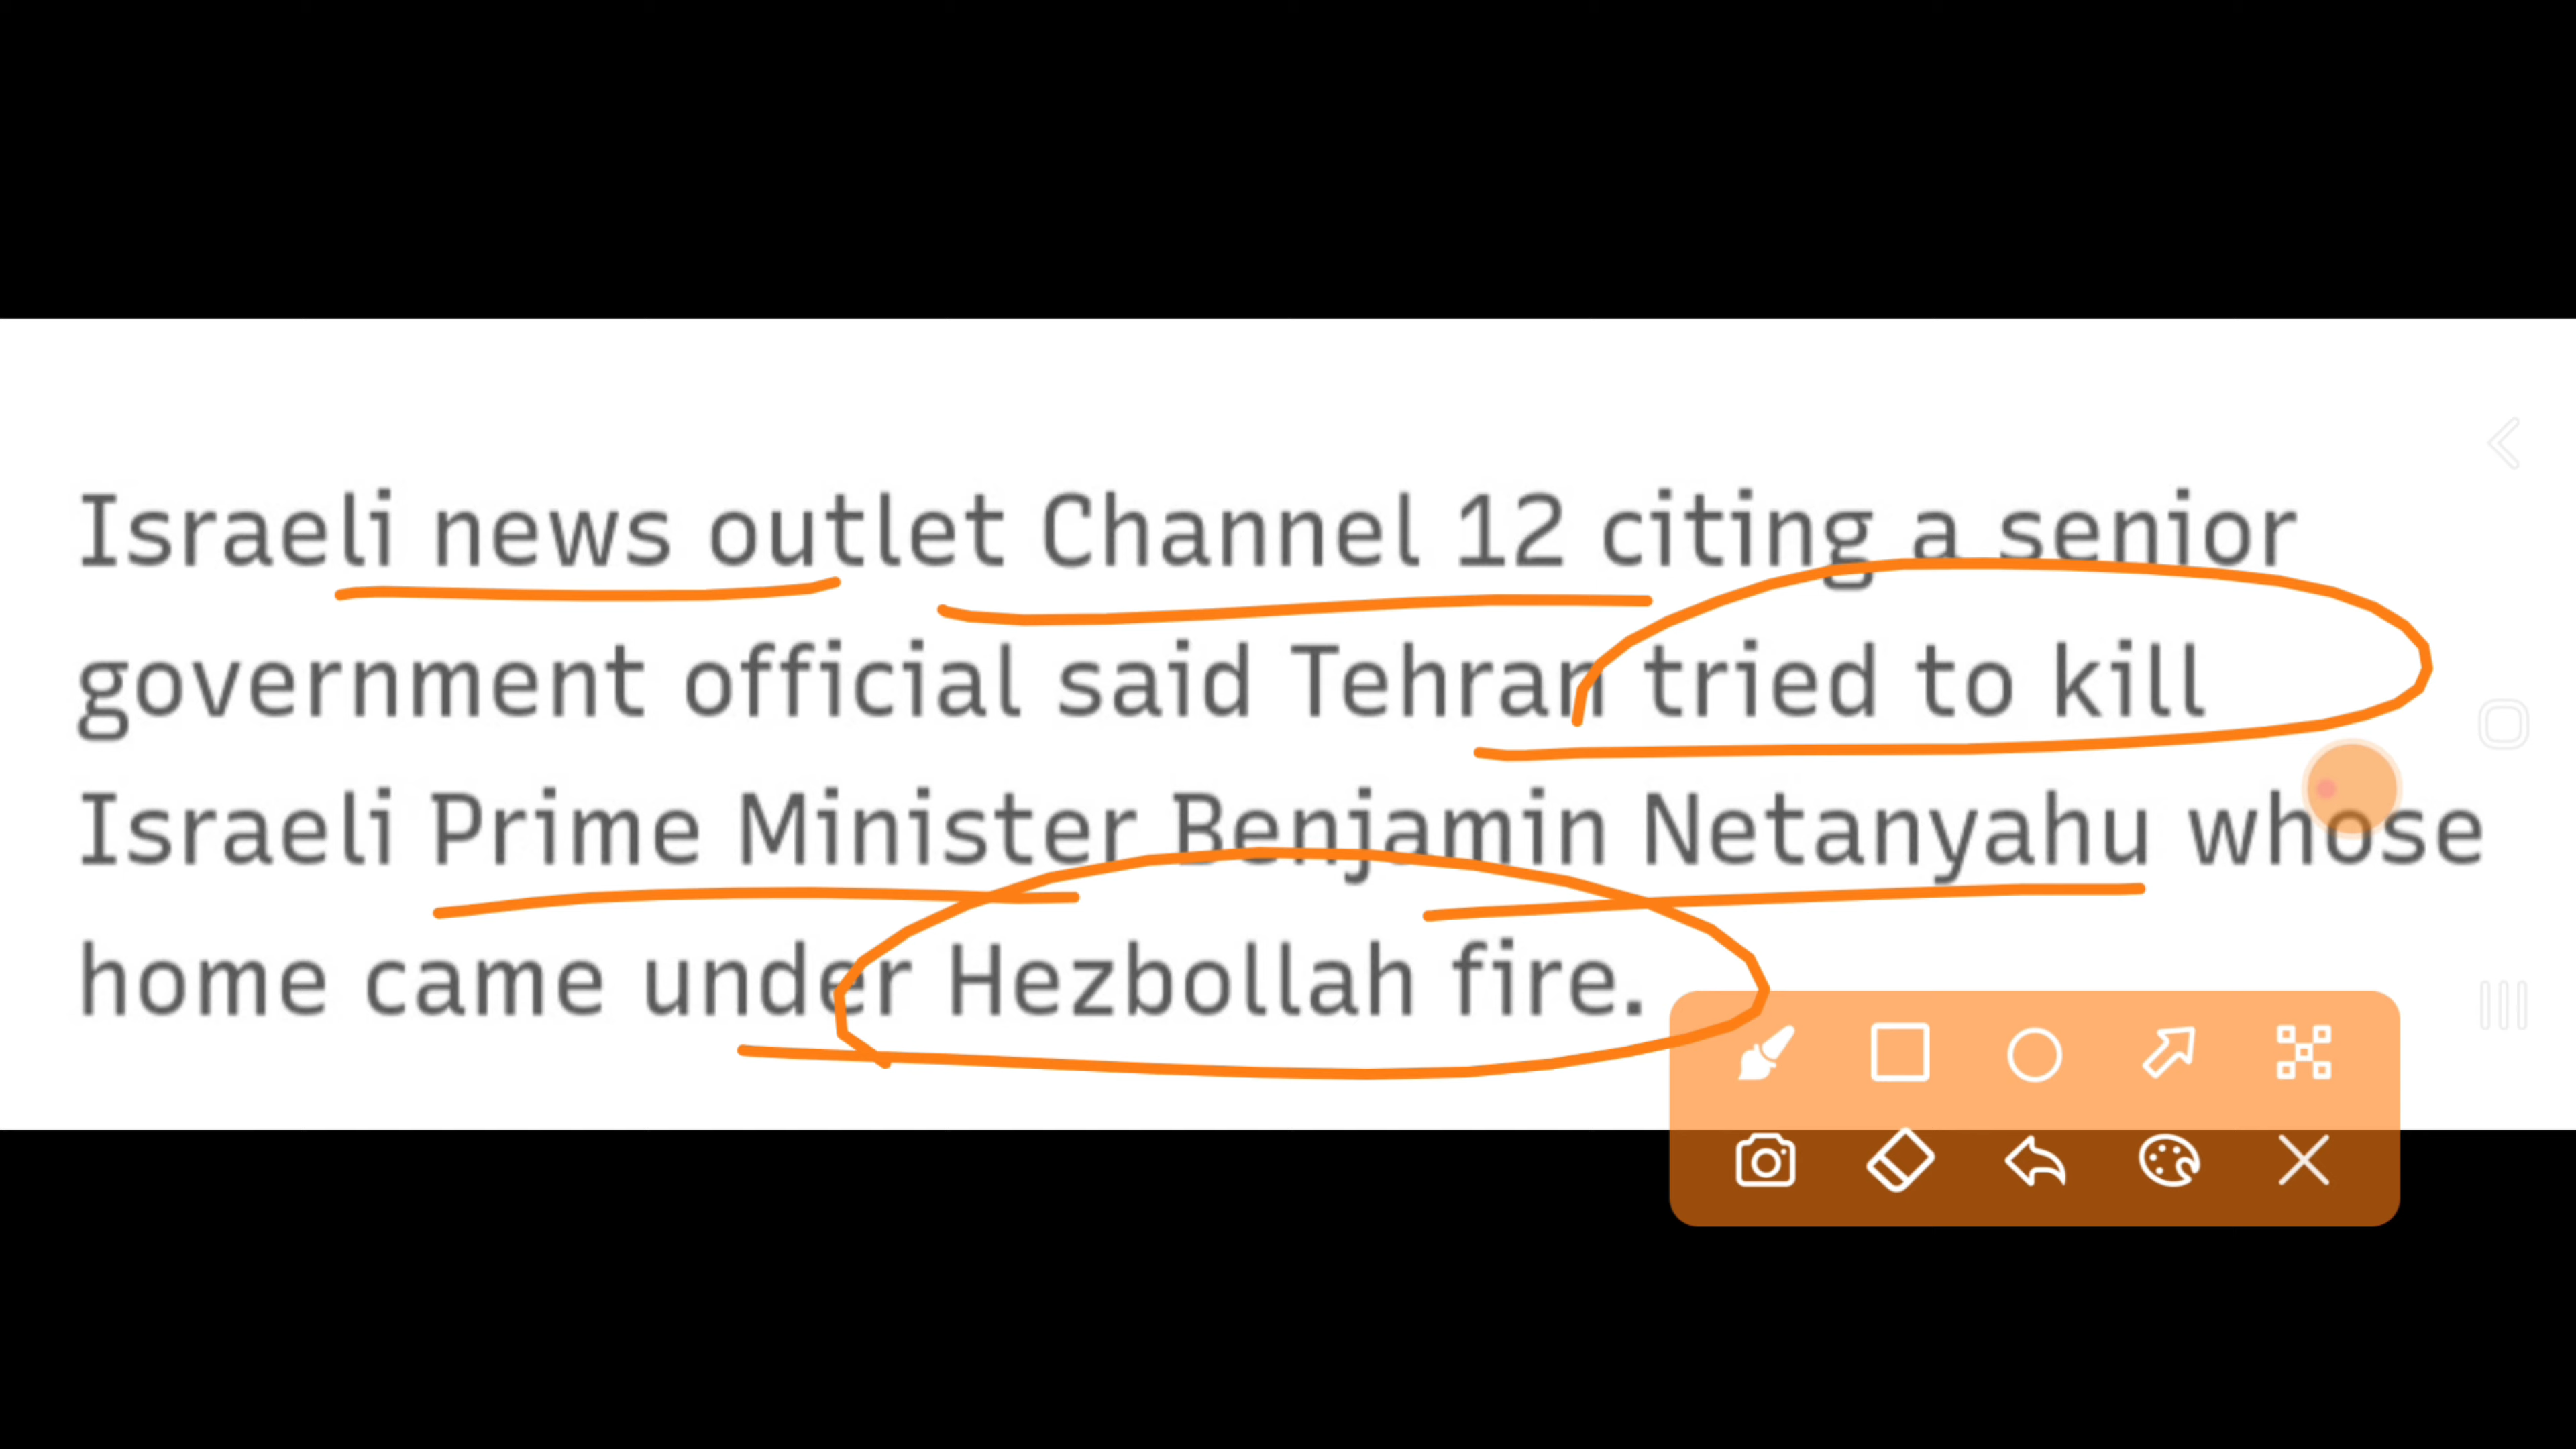 Israeli news outlet Channel 12 citing a senior
government official said Tehran tried to kill
Israeli Prime Minister Benjamin Netanyahu whose
home came under Hezbollah fire.